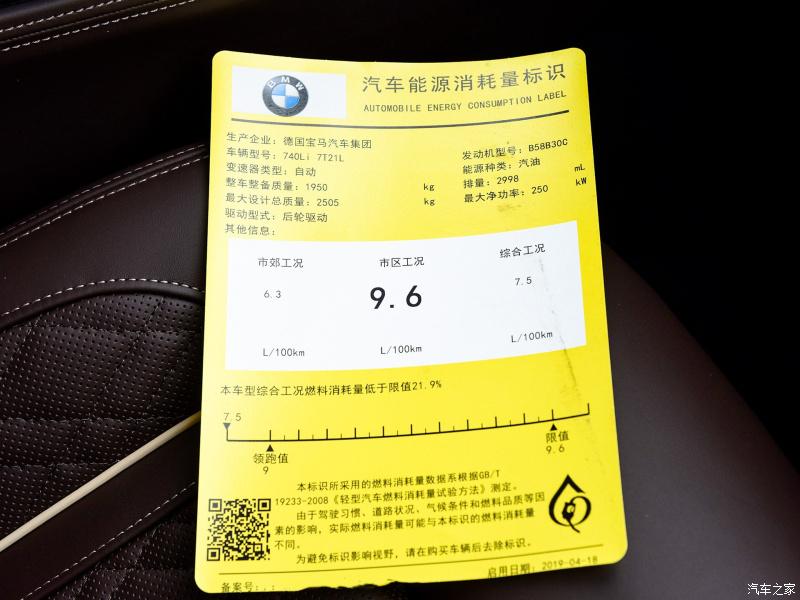 BMW
汽车能源消耗量标识
AUTOMOBILE ENERGY CONSUMPTION LABEL
生产企业：德国宝马汽车集团
车辆型号：740Li 7T21L 发动机型号：B58B30C
变速器类型：自动 能源种类：汽油
整车整备质量：1950 kg 排量：2998 mL
最大设计总质量：2505 kg 最大净功率：250 kW
驱动型式：后轮驱动
其他信息：
市郊工况 市区工况 综合工况
6.3 9.6 7.5
L/100km L/100km L/100km
本车型综合工况燃料消耗量低于限值21.9%
7.5
领跑值 限值
9 9.6
本标识所采用的燃料消耗量数据系根据GB/T
19233-2008《轻型汽车燃料消耗量试验方法》测定。
由于驾驶习惯、道路状况、气候条件和燃料品质等因
素的影响，实际燃料消耗量可能与本标识的燃料消耗量
不同。
为避免标识影响视野，请在购买车辆后去除标识。
备案号： 启用日期：2019-04-18
汽车之家